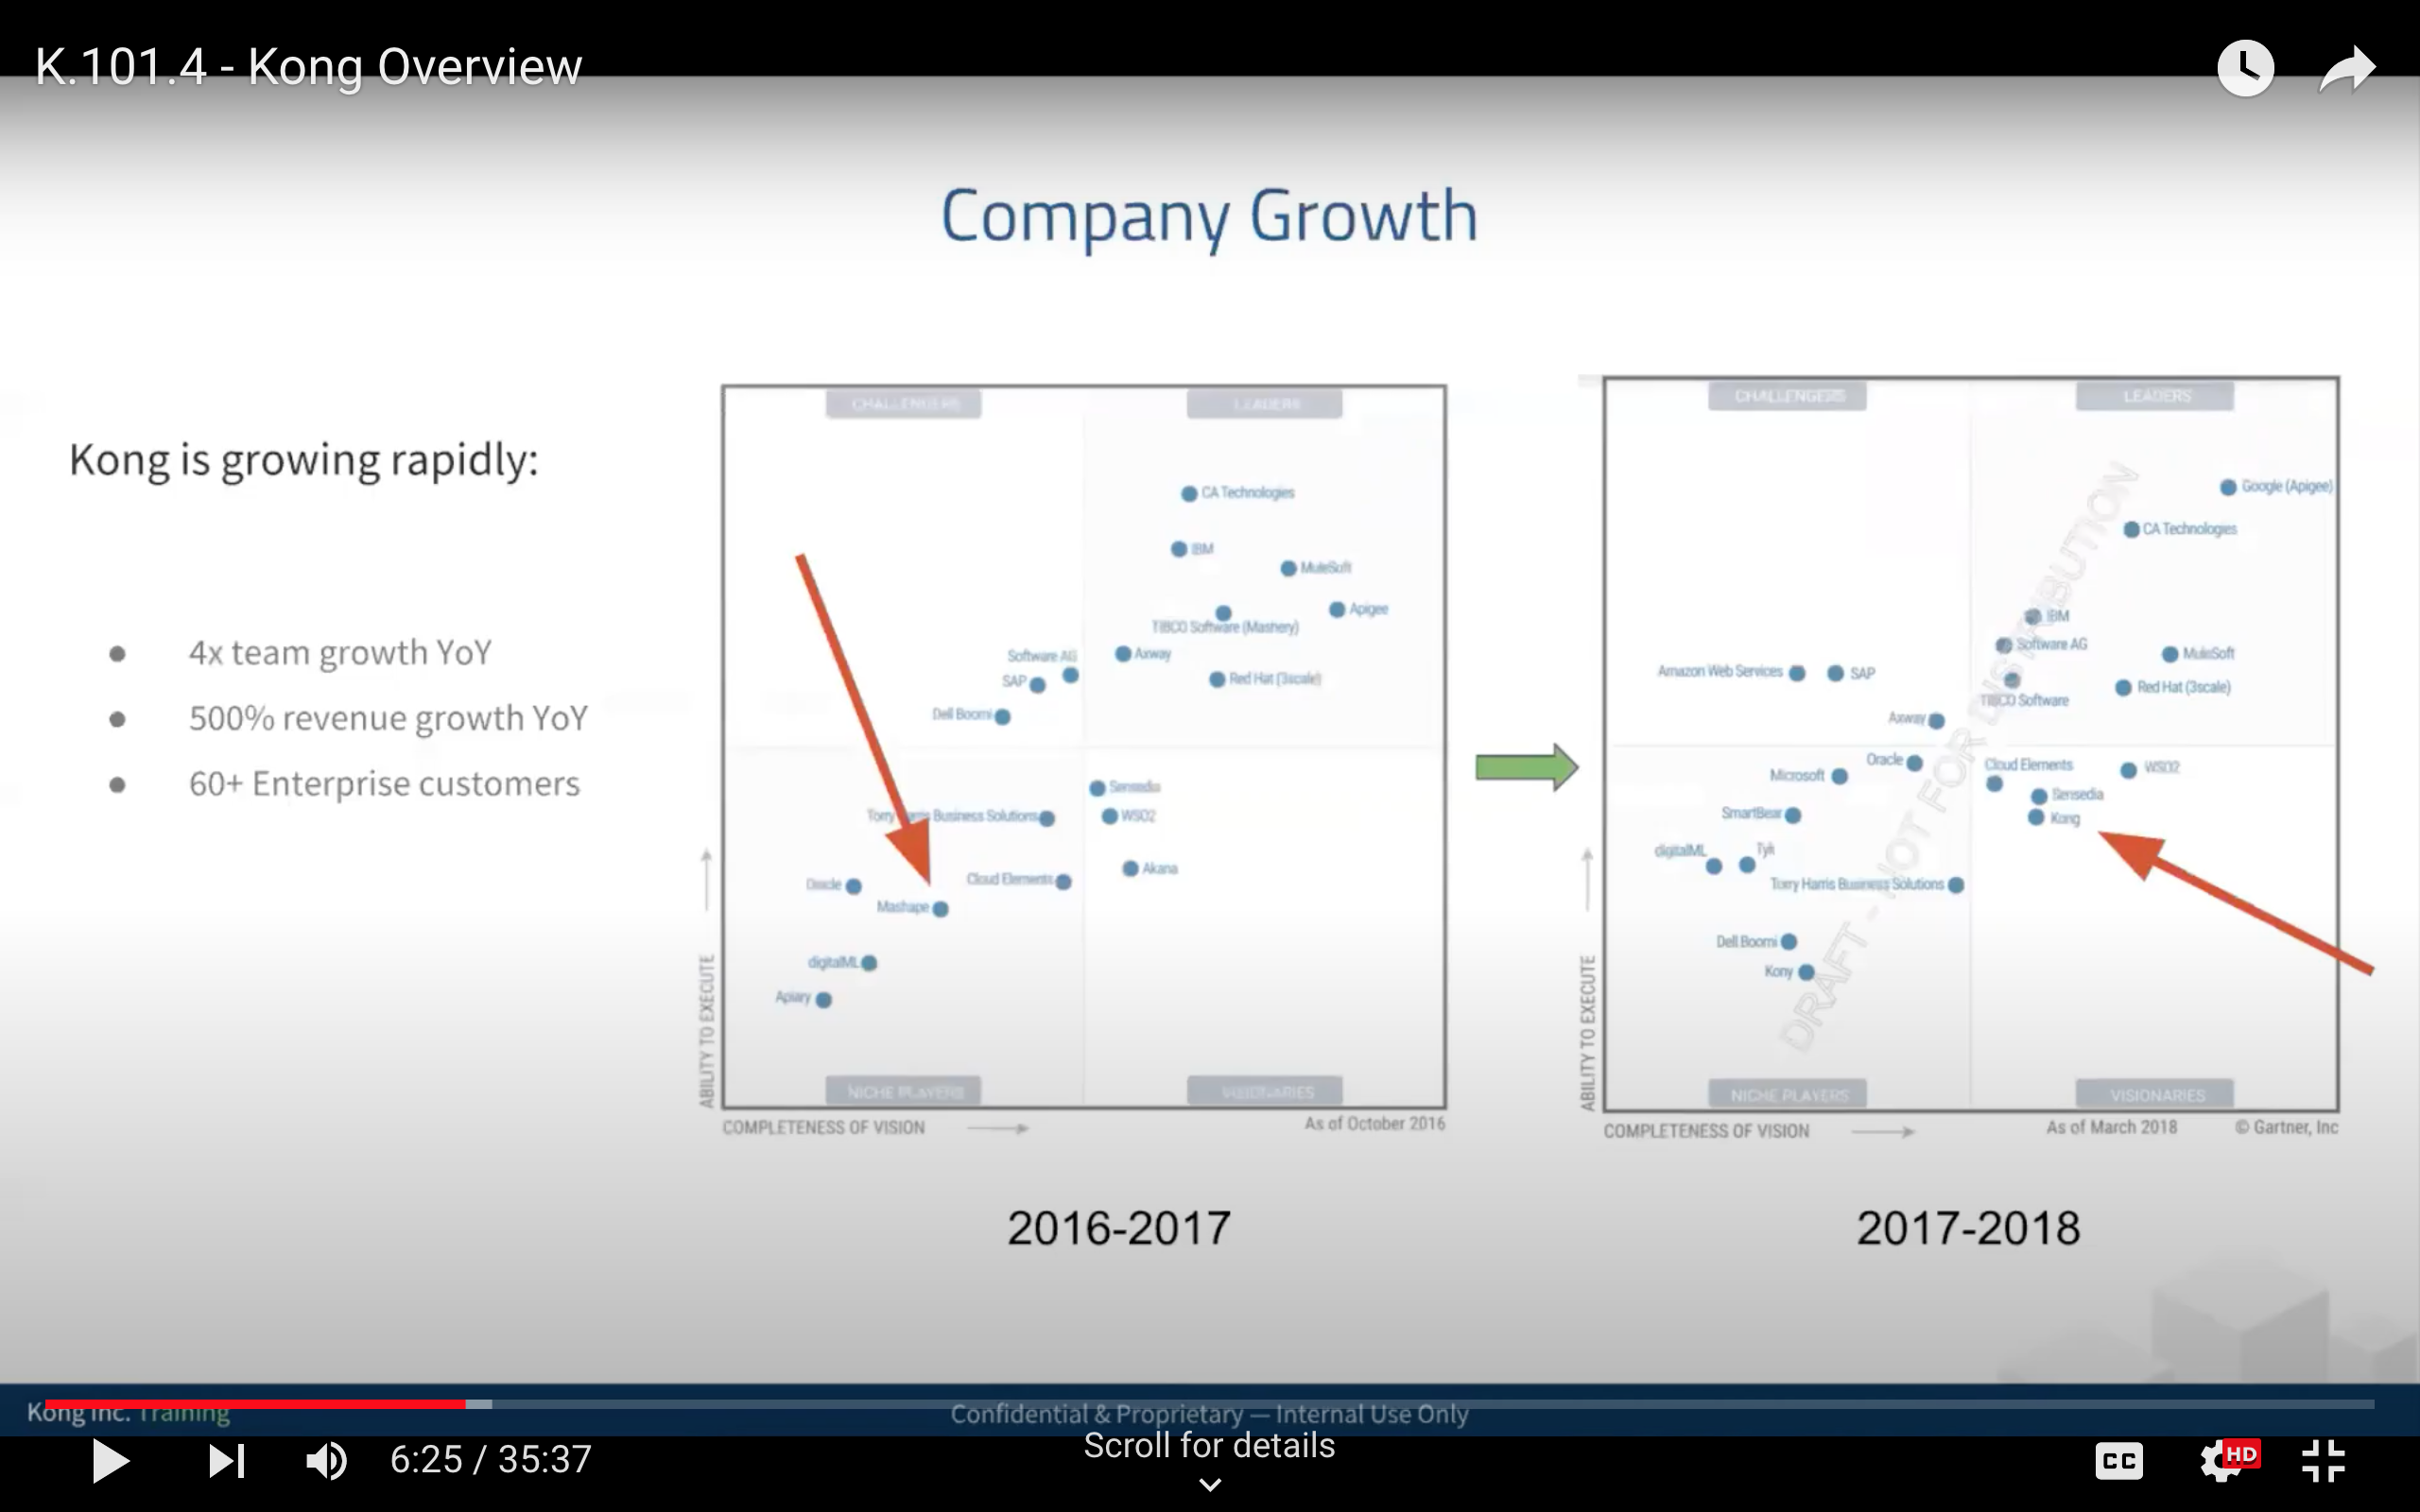 K.101.4 - Kong Overview
Company Growth
Kong is growing rapidly:
4x team growth YoY
500% revenue growth YoY
60+ Enterprise customers
CHALLENGERS
LEADERS
CA Technologies
IBM
MuleSoft
Apigee
TIBCO Software (Mashery)
Axway
Software AG
SAP
Red Hat (3scale)
Dell Boomi
Sensedia
Torry Harris Business Solutions
WSO2
Akana
Cloud Elements
Oracle
Mashape
digitalML
Apiary
NICHE PLAYERS
VISIONARIES
ABILITY TO EXECUTE
COMPLETENESS OF VISION
As of October 2016
2016-2017
CHALLENGERS
LEADERS
Google (Apigee)
CA Technologies
IBM
Software AG
MuleSoft
Amazon Web Services
SAP
Red Hat (3scale)
TIBCO Software
Axway
Oracle
Cloud Elements
WSO2
Microsoft
Sensedia
SmartBear
Kong
digitalML
Tyk
Torry Harris Business Solutions
Dell Boomi
Kony
DRAFT - NOT FOR DISTRIBUTION
NICHE PLAYERS
VISIONARIES
ABILITY TO EXECUTE
COMPLETENESS OF VISION
As of March 2018
© Gartner, Inc
2017-2018
Kong Inc. Training
Confidential & Proprietary — Internal Use Only
6:25 / 35:37
Scroll for details
CC
HD